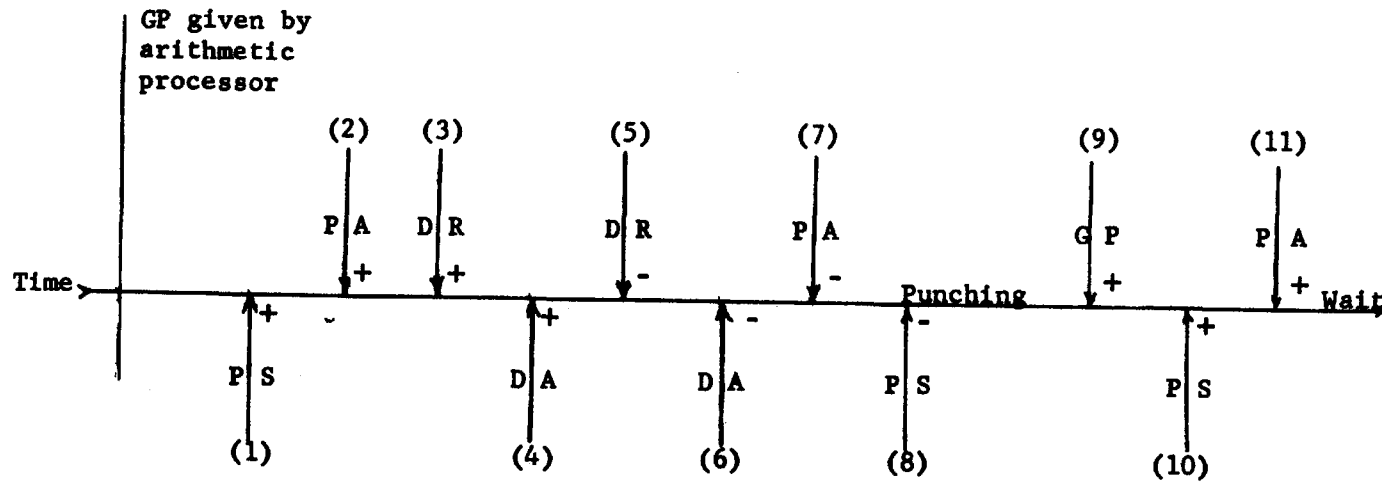 GP given by
arithmetic
processor
(2) (3) (5) (7) (9) (11)
P A D R D R P A G P P A
+ + - - + +
Time Punching Wait
+ + - - +
P S D A D A P S P S
(1) (4) (6) (8) (10)